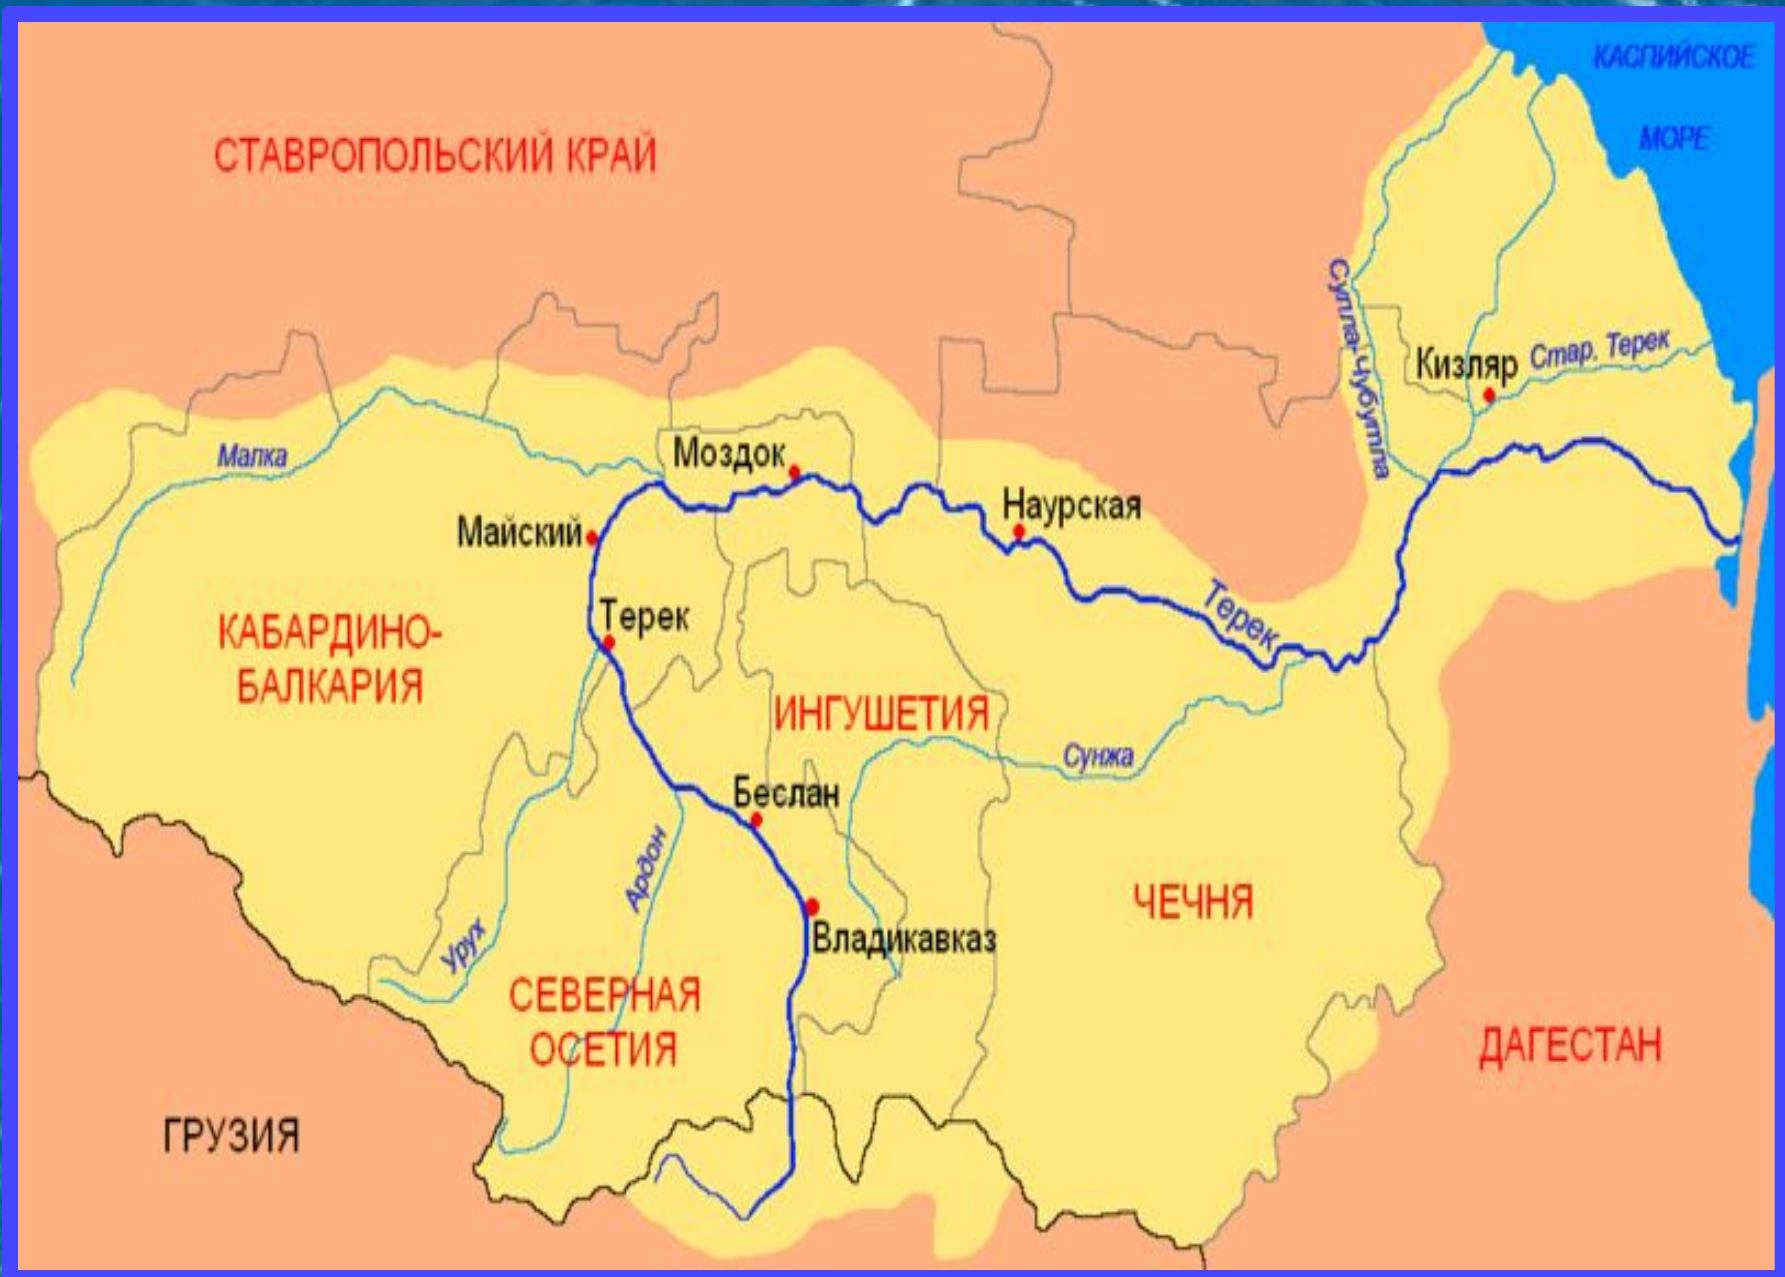 КАСПИЙСКОЕ
МОРЕ
СТАВРОПОЛЬСКИЙ КРАЙ
Сулла-Чубутла
Стар. Терек
Кизляр
Малка
Моздок
Майский
Наурская
Терек
Терек
КАБАРДИНО-
БАЛКАРИЯ
ИНГУШЕТИЯ
Сунжа
Беслан
Ардон
ЧЕЧНЯ
Урух
Владикавказ
СЕВЕРНАЯ
ОСЕТИЯ
ДАГЕСТАН
ГРУЗИЯ